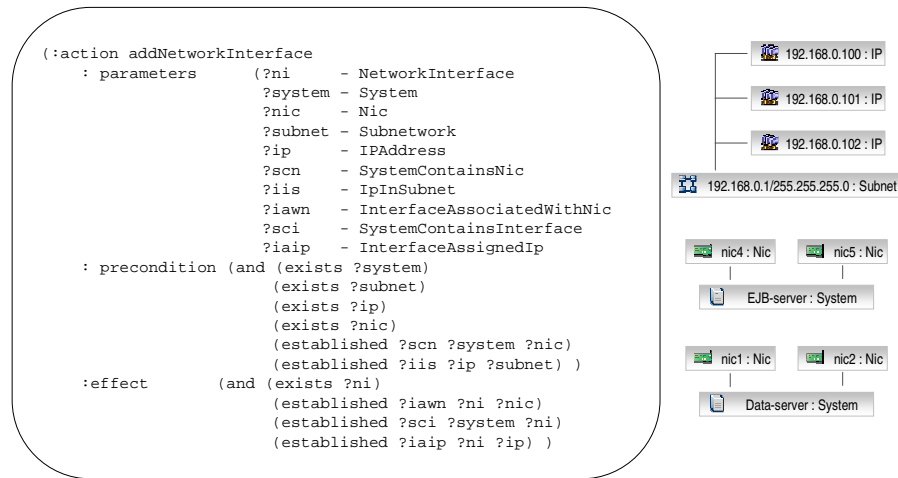 (:action addNetworkInterface
: parameters (?ni - NetworkInterface
?system – System
?nic - Nic
?subnet – Subnetwork
?ip - IPAddress
?scn - SystemContainsNic
?iis - IpInSubnet
?iawn - InterfaceAssociatedWithNic
?sci - SystemContainsInterface
?iaip - InterfaceAssignedIp)
: precondition (and (exists ?system)
(exists ?subnet)
(exists ?ip)
(exists ?nic)
(established ?scn ?system ?nic)
(established ?iis ?ip ?subnet) )
:effect (and (exists ?ni)
(established ?iawn ?ni ?nic)
(established ?sci ?system ?ni)
(established ?iaip ?ni ?ip) )
192.168.0.100 : IP
192.168.0.101 : IP
192.168.0.102 : IP
192.168.0.1/255.255.255.0 : Subnet
nic4 : Nic nic5 : Nic
EJB-server : System
nic1 : Nic nic2 : Nic
Data-server : System